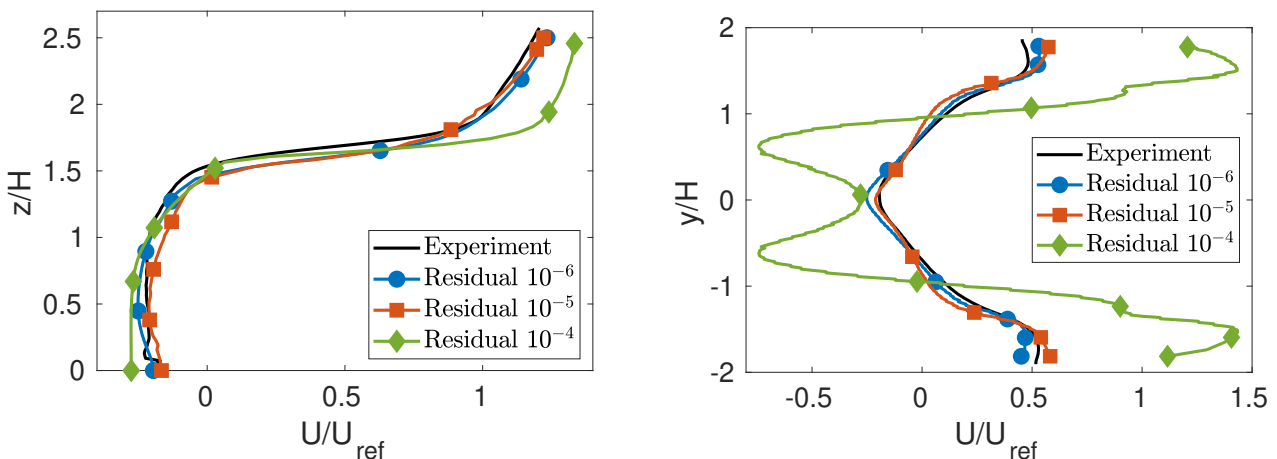 z/H
2.5
2
1.5
1
0.5
0
0
0.5
1
U/U_ref
Experiment
Residual 10⁻⁶
Residual 10⁻⁵
Residual 10⁻⁴
y/H
2
1
0
-1
-2
-0.5
0
0.5
1
1.5
U/U_ref
Experiment
Residual 10⁻⁶
Residual 10⁻⁵
Residual 10⁻⁴